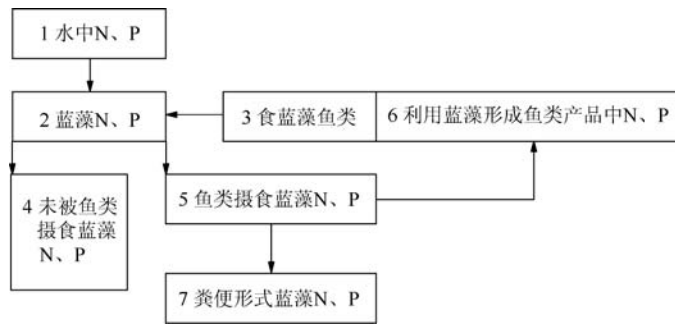 1 水中N、P
2 蓝藻N、P
3 食蓝藻鱼类
6 利用蓝藻形成鱼类产品中N、P
4 未被鱼类
摄食蓝藻
N、P
5 鱼类摄食蓝藻N、P
7 粪便形式蓝藻N、P